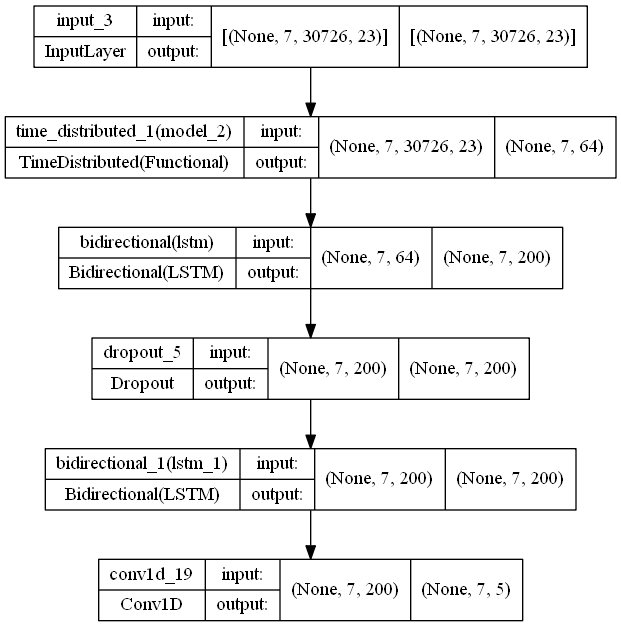 input_3 input: [(None, 7, 30726, 23)] [(None, 7, 30726, 23)]
InputLayer output:
time_distributed_1(model_2) input: (None, 7, 30726, 23) (None, 7, 64)
TimeDistributed(Functional) output:
bidirectional(lstm) input: (None, 7, 64) (None, 7, 200)
Bidirectional(LSTM) output:
dropout_5 input: (None, 7, 200) (None, 7, 200)
Dropout output:
bidirectional_1(lstm_1) input: (None, 7, 200) (None, 7, 200)
Bidirectional(LSTM) output:
conv1d_19 input: (None, 7, 200) (None, 7, 5)
Conv1D output: